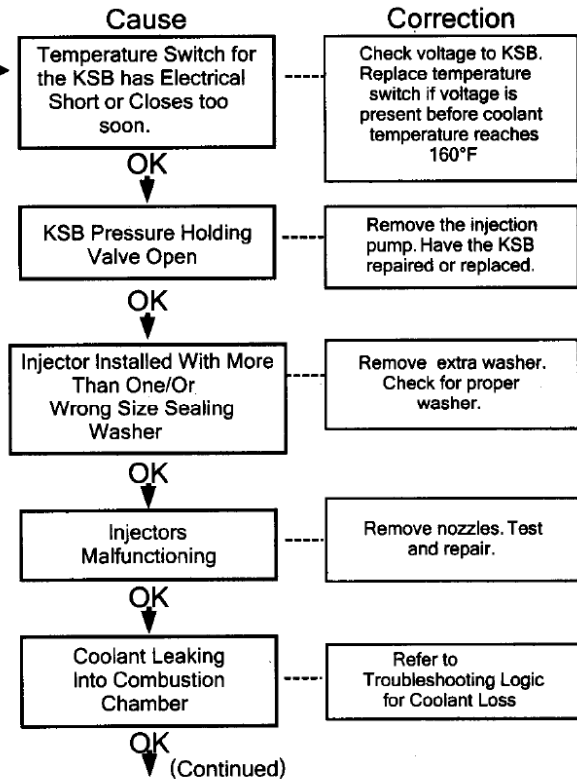 Cause
Correction
Temperature Switch for
the KSB has Electrical
Short or Closes too
soon.
Check voltage to KSB.
Replace temperature
switch if voltage is
present before coolant
temperature reaches
160°F
OK
KSB Pressure Holding
Valve Open
Remove the injection
pump. Have the KSB
repaired or replaced.
OK
Injector Installed With More
Than One/Or
Wrong Size Sealing
Washer
Remove extra washer.
Check for proper
washer.
OK
Injectors
Malfunctioning
Remove nozzles. Test
and repair.
OK
Coolant Leaking
Into Combustion
Chamber
Refer to
Troubleshooting Logic
for Coolant Loss
OK
(Continued)